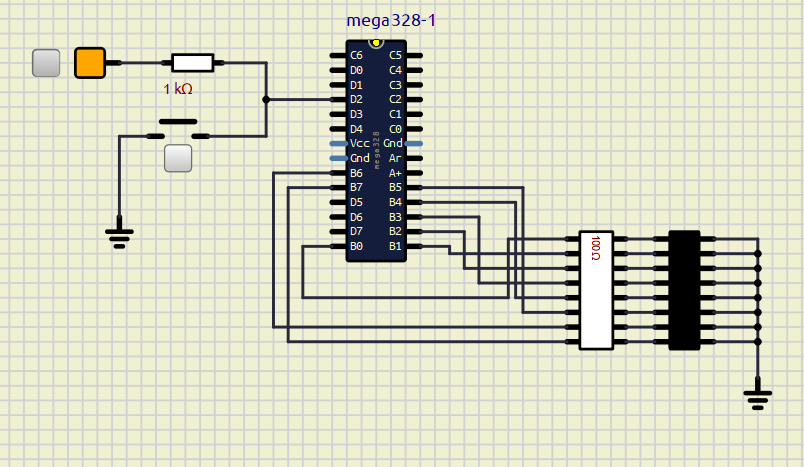 mega328-1
1 kΩ
C6 C5
D0 C4
D1 C3
D2 C2
D3 C1
D4 C0
Vcc Gnd
Gnd Ar
B6 A+
B7 B5
D5 B4
D6 B3
D7 B2
B0 B1
mega328
100 Ω